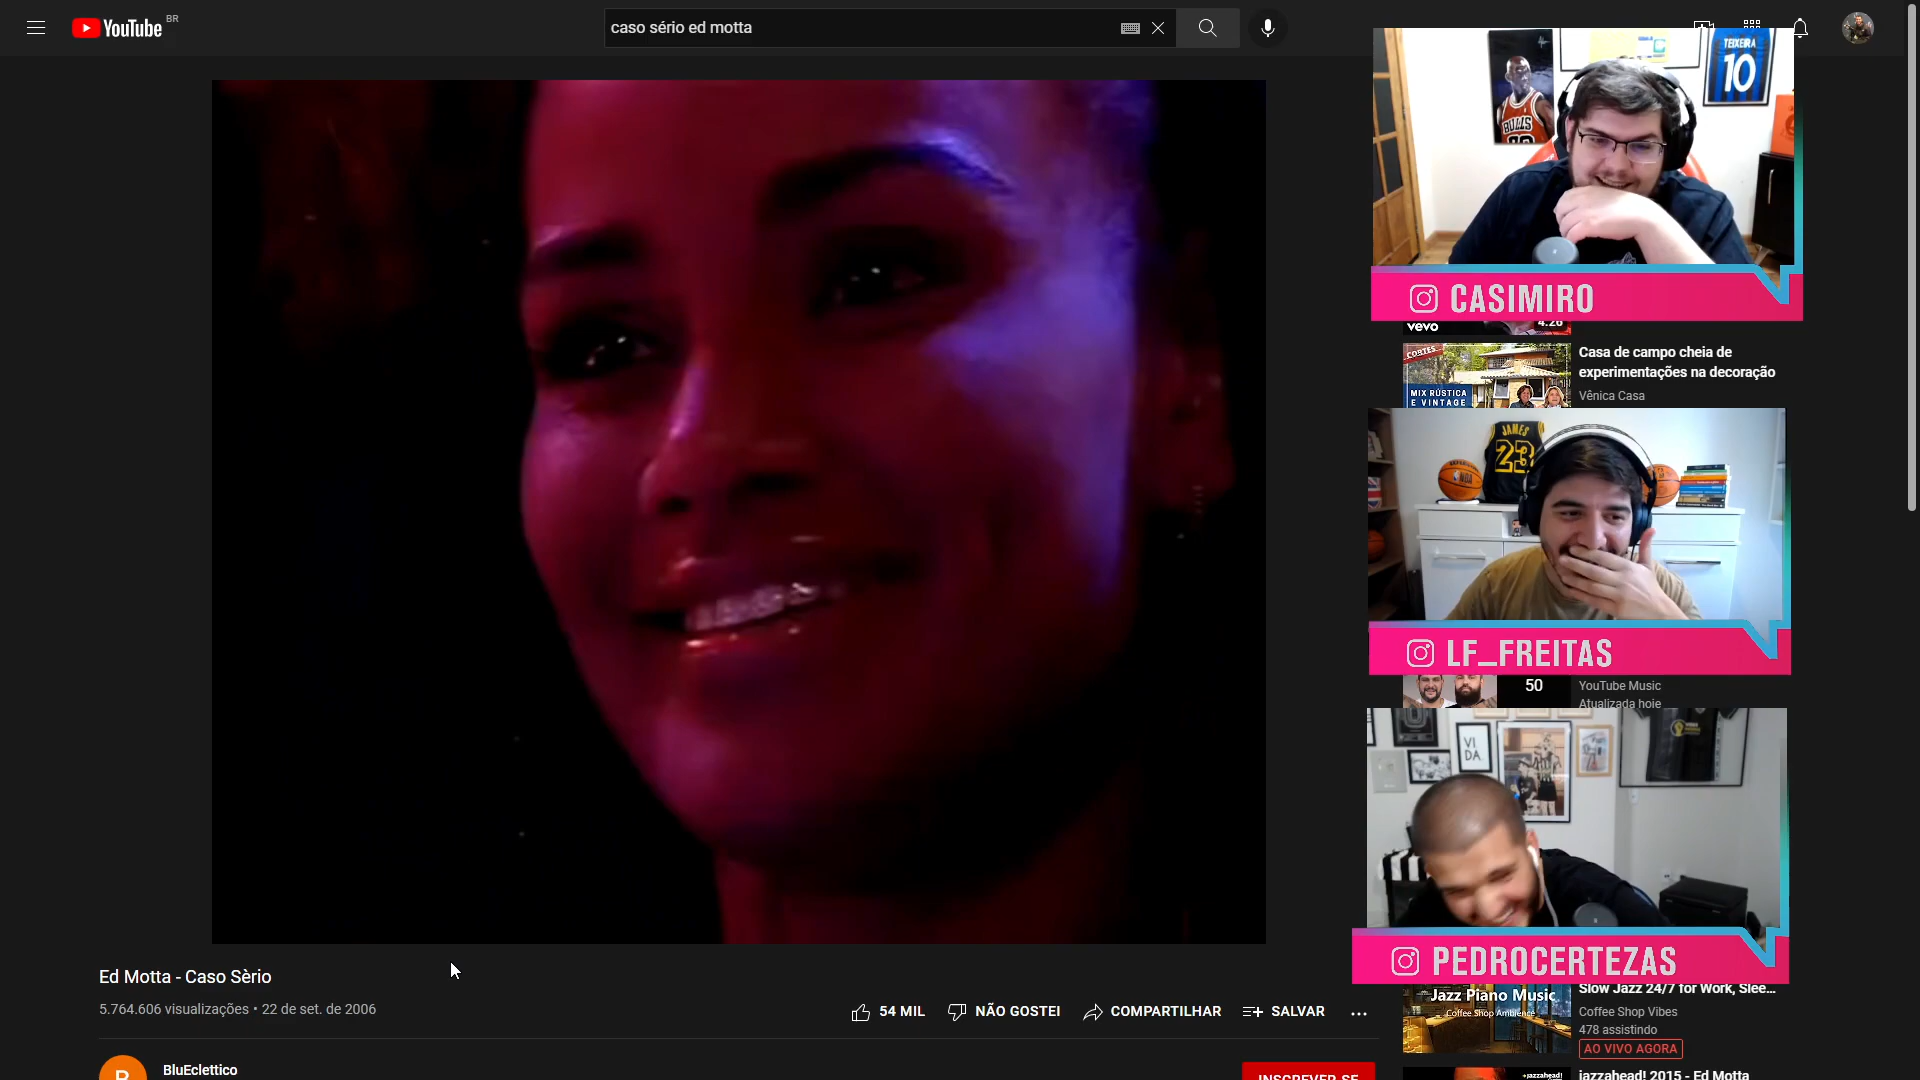 YouTube BR
caso sério ed motta
TEIXEIRA
10
BULLS
CASIMIRO
vevo
4:26
CORTES
MIX RÚSTICA
E VINTAGE
Casa de campo cheia de
experimentações na decoração
Vênica Casa
JAMES
23
LF_FREITAS
50
YouTube Music
Atualizada hoje
VI
DA
PEDROCERTEZAS
Ed Motta - Caso Sèrio
5.764.606 visualizações • 22 de set. de 2006
54 MIL
NÃO GOSTEI
COMPARTILHAR
SALVAR
Jazz Piano Music
Coffee Shop Ambience
Slow Jazz 24/7 for Work, Slee...
Coffee Shop Vibes
478 assistindo
AO VIVO AGORA
B
BluEclettico
INSCREVER-SE
+jazzahead!
jazzahead! 2015 - Ed Motta